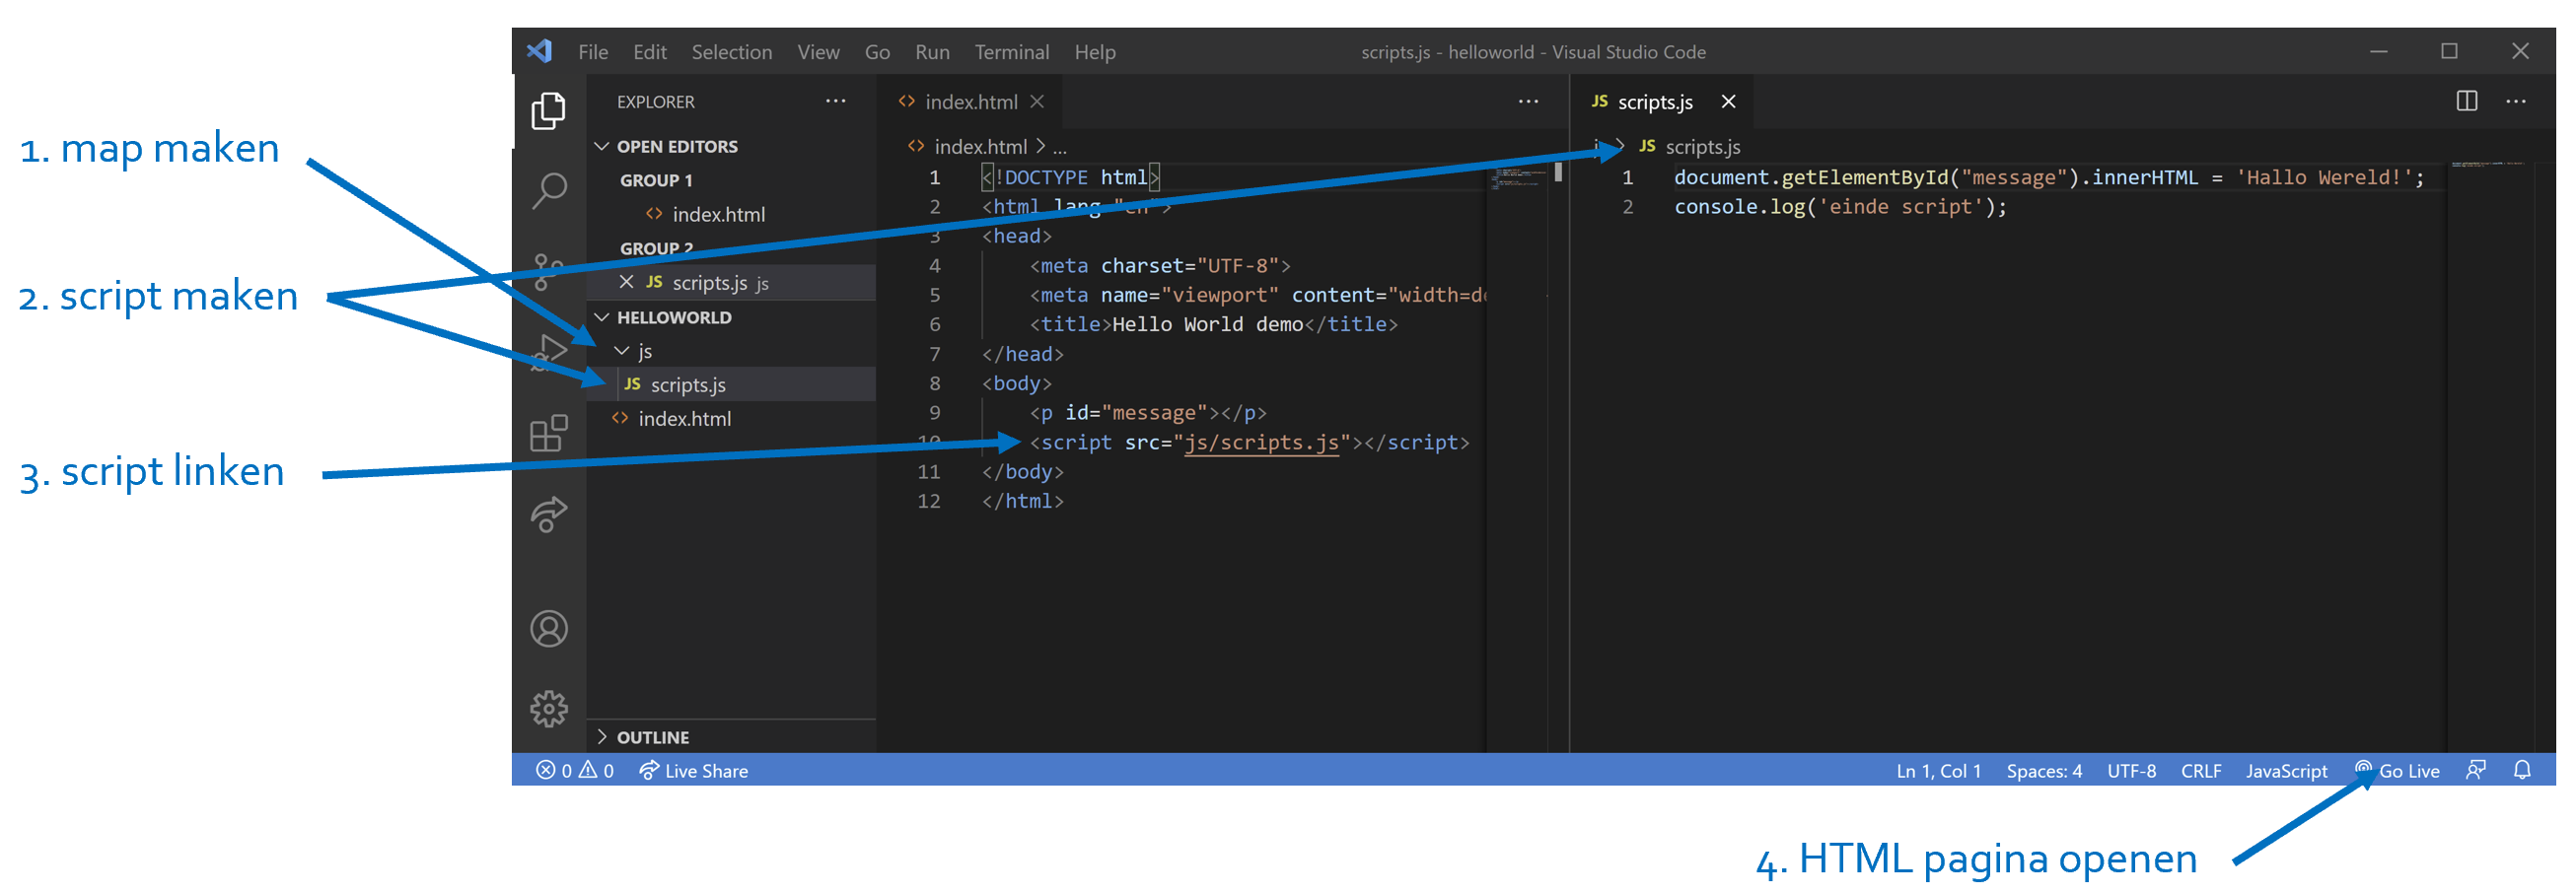 File Edit Selection View Go Run Terminal Help scripts.js - helloworld - Visual Studio Code
EXPLORER
OPEN EDITORS
GROUP 1
index.html
GROUP 2
JS scripts.js js
HELLOWORLD
js
JS scripts.js
index.html
OUTLINE
<> index.html
<> index.html > ...
1 <!DOCTYPE html>
2 <html lang="en">
3 <head>
4 <meta charset="UTF-8">
5 <meta name="viewport" content="width=de
6 <title>Hello World demo</title>
7 </head>
8 <body>
9 <p id="message"></p>
10 <script src="js/scripts.js"></script>
11 </body>
12 </html>
JS scripts.js
JS scripts.js
1 document.getElementById("message").innerHTML = 'Hallo Wereld!';
2 console.log('einde script');
0 0 Live Share Ln 1, Col 1 Spaces: 4 UTF-8 CRLF JavaScript Go Live
1. map maken
2. script maken
3. script linken
4. HTML pagina openen